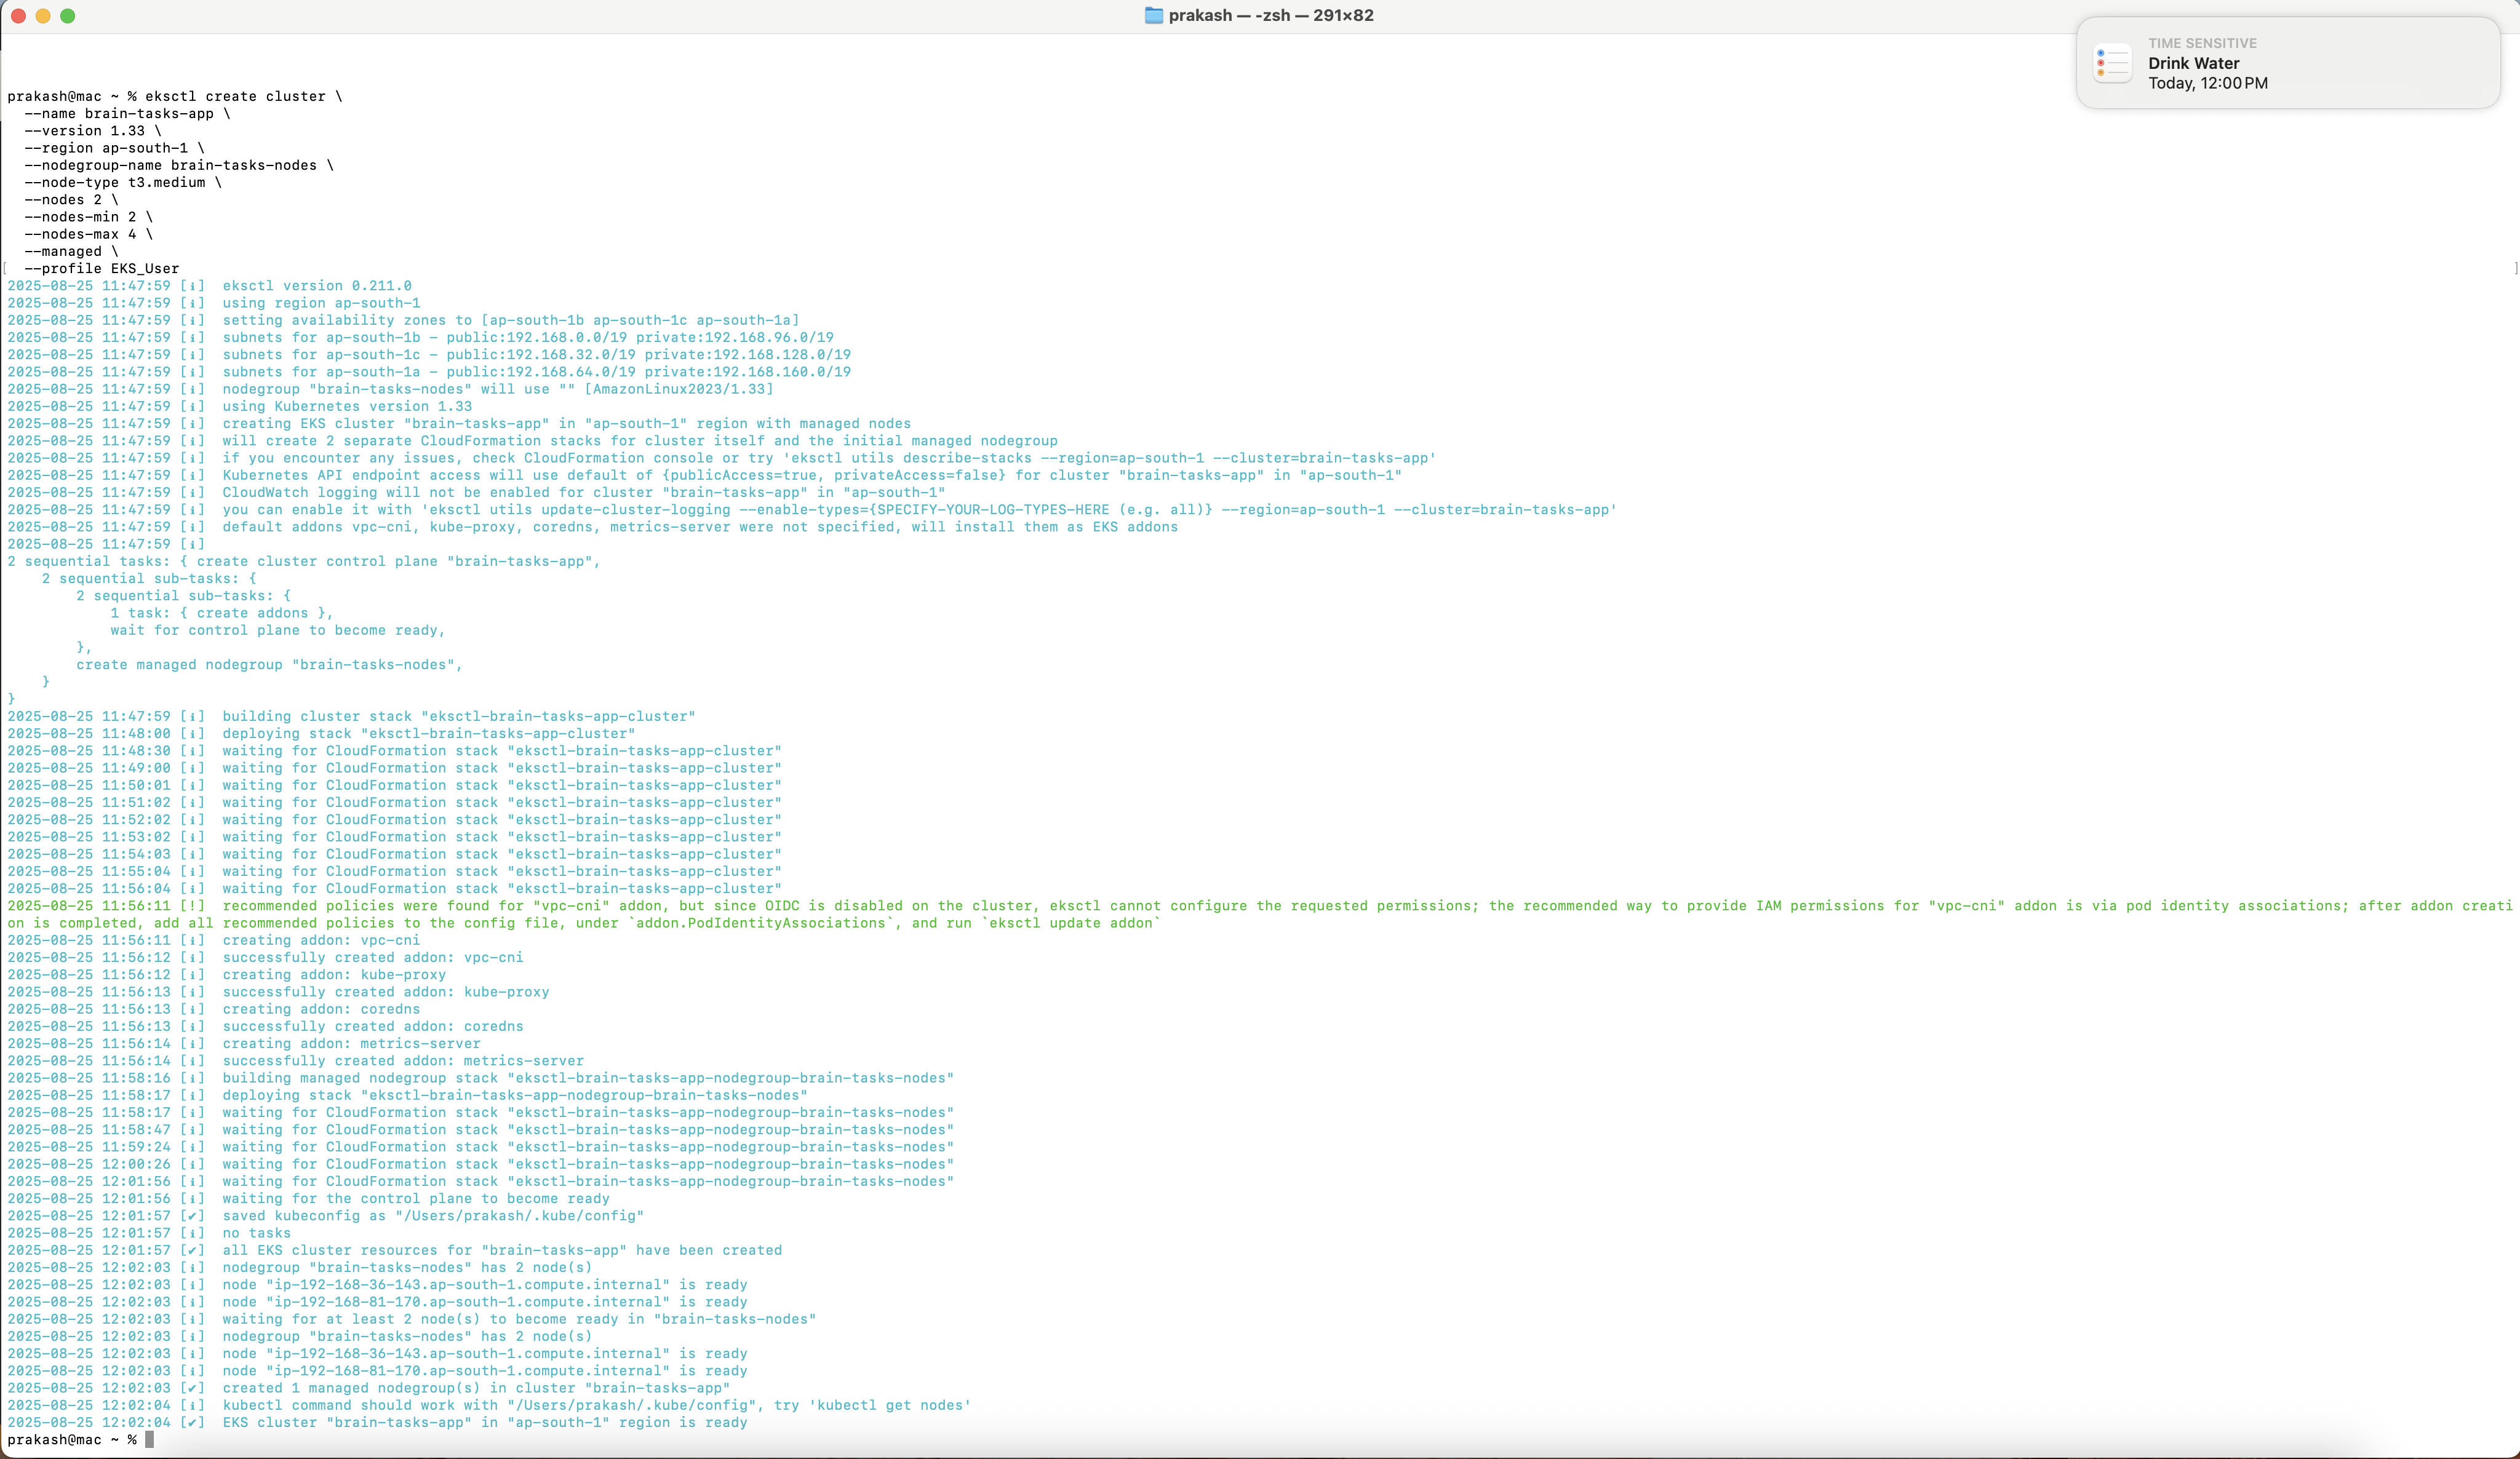 prakash — -zsh — 291×82
TIME SENSITIVE
Drink Water
Today, 12:00 PM
prakash@mac ~ % eksctl create cluster \
  --name brain-tasks-app \
  --version 1.33 \
  --region ap-south-1 \
  --nodegroup-name brain-tasks-nodes \
  --node-type t3.medium \
  --nodes 2 \
  --nodes-min 2 \
  --nodes-max 4 \
  --managed \
[ --profile EKS_User ]
2025-08-25 11:47:59 [ℹ]  eksctl version 0.211.0
2025-08-25 11:47:59 [ℹ]  using region ap-south-1
2025-08-25 11:47:59 [ℹ]  setting availability zones to [ap-south-1b ap-south-1c ap-south-1a]
2025-08-25 11:47:59 [ℹ]  subnets for ap-south-1b - public:192.168.0.0/19 private:192.168.96.0/19
2025-08-25 11:47:59 [ℹ]  subnets for ap-south-1c - public:192.168.32.0/19 private:192.168.128.0/19
2025-08-25 11:47:59 [ℹ]  subnets for ap-south-1a - public:192.168.64.0/19 private:192.168.160.0/19
2025-08-25 11:47:59 [ℹ]  nodegroup "brain-tasks-nodes" will use "" [AmazonLinux2023/1.33]
2025-08-25 11:47:59 [ℹ]  using Kubernetes version 1.33
2025-08-25 11:47:59 [ℹ]  creating EKS cluster "brain-tasks-app" in "ap-south-1" region with managed nodes
2025-08-25 11:47:59 [ℹ]  will create 2 separate CloudFormation stacks for cluster itself and the initial managed nodegroup
2025-08-25 11:47:59 [ℹ]  if you encounter any issues, check CloudFormation console or try 'eksctl utils describe-stacks --region=ap-south-1 --cluster=brain-tasks-app'
2025-08-25 11:47:59 [ℹ]  Kubernetes API endpoint access will use default of {publicAccess=true, privateAccess=false} for cluster "brain-tasks-app" in "ap-south-1"
2025-08-25 11:47:59 [ℹ]  CloudWatch logging will not be enabled for cluster "brain-tasks-app" in "ap-south-1"
2025-08-25 11:47:59 [ℹ]  you can enable it with 'eksctl utils update-cluster-logging --enable-types={SPECIFY-YOUR-LOG-TYPES-HERE (e.g. all)} --region=ap-south-1 --cluster=brain-tasks-app'
2025-08-25 11:47:59 [ℹ]  default addons vpc-cni, kube-proxy, coredns, metrics-server were not specified, will install them as EKS addons
2025-08-25 11:47:59 [ℹ]
2 sequential tasks: { create cluster control plane "brain-tasks-app",
    2 sequential sub-tasks: {
        2 sequential sub-tasks: {
            1 task: { create addons },
            wait for control plane to become ready,
        },
        create managed nodegroup "brain-tasks-nodes",
    }
}
2025-08-25 11:47:59 [ℹ]  building cluster stack "eksctl-brain-tasks-app-cluster"
2025-08-25 11:48:00 [ℹ]  deploying stack "eksctl-brain-tasks-app-cluster"
2025-08-25 11:48:30 [ℹ]  waiting for CloudFormation stack "eksctl-brain-tasks-app-cluster"
2025-08-25 11:49:00 [ℹ]  waiting for CloudFormation stack "eksctl-brain-tasks-app-cluster"
2025-08-25 11:50:01 [ℹ]  waiting for CloudFormation stack "eksctl-brain-tasks-app-cluster"
2025-08-25 11:51:02 [ℹ]  waiting for CloudFormation stack "eksctl-brain-tasks-app-cluster"
2025-08-25 11:52:02 [ℹ]  waiting for CloudFormation stack "eksctl-brain-tasks-app-cluster"
2025-08-25 11:53:02 [ℹ]  waiting for CloudFormation stack "eksctl-brain-tasks-app-cluster"
2025-08-25 11:54:03 [ℹ]  waiting for CloudFormation stack "eksctl-brain-tasks-app-cluster"
2025-08-25 11:55:04 [ℹ]  waiting for CloudFormation stack "eksctl-brain-tasks-app-cluster"
2025-08-25 11:56:04 [ℹ]  waiting for CloudFormation stack "eksctl-brain-tasks-app-cluster"
2025-08-25 11:56:11 [!]  recommended policies were found for "vpc-cni" addon, but since OIDC is disabled on the cluster, eksctl cannot configure the requested permissions; the recommended way to provide IAM permissions for "vpc-cni" addon is via pod identity associations; after addon creati
on is completed, add all recommended policies to the config file, under `addon.PodIdentityAssociations`, and run `eksctl update addon`
2025-08-25 11:56:11 [ℹ]  creating addon: vpc-cni
2025-08-25 11:56:12 [ℹ]  successfully created addon: vpc-cni
2025-08-25 11:56:12 [ℹ]  creating addon: kube-proxy
2025-08-25 11:56:13 [ℹ]  successfully created addon: kube-proxy
2025-08-25 11:56:13 [ℹ]  creating addon: coredns
2025-08-25 11:56:13 [ℹ]  successfully created addon: coredns
2025-08-25 11:56:14 [ℹ]  creating addon: metrics-server
2025-08-25 11:56:14 [ℹ]  successfully created addon: metrics-server
2025-08-25 11:58:16 [ℹ]  building managed nodegroup stack "eksctl-brain-tasks-app-nodegroup-brain-tasks-nodes"
2025-08-25 11:58:17 [ℹ]  deploying stack "eksctl-brain-tasks-app-nodegroup-brain-tasks-nodes"
2025-08-25 11:58:17 [ℹ]  waiting for CloudFormation stack "eksctl-brain-tasks-app-nodegroup-brain-tasks-nodes"
2025-08-25 11:58:47 [ℹ]  waiting for CloudFormation stack "eksctl-brain-tasks-app-nodegroup-brain-tasks-nodes"
2025-08-25 11:59:24 [ℹ]  waiting for CloudFormation stack "eksctl-brain-tasks-app-nodegroup-brain-tasks-nodes"
2025-08-25 12:00:26 [ℹ]  waiting for CloudFormation stack "eksctl-brain-tasks-app-nodegroup-brain-tasks-nodes"
2025-08-25 12:01:56 [ℹ]  waiting for CloudFormation stack "eksctl-brain-tasks-app-nodegroup-brain-tasks-nodes"
2025-08-25 12:01:56 [ℹ]  waiting for the control plane to become ready
2025-08-25 12:01:57 [✔]  saved kubeconfig as "/Users/prakash/.kube/config"
2025-08-25 12:01:57 [ℹ]  no tasks
2025-08-25 12:01:57 [✔]  all EKS cluster resources for "brain-tasks-app" have been created
2025-08-25 12:02:03 [ℹ]  nodegroup "brain-tasks-nodes" has 2 node(s)
2025-08-25 12:02:03 [ℹ]  node "ip-192-168-36-143.ap-south-1.compute.internal" is ready
2025-08-25 12:02:03 [ℹ]  node "ip-192-168-81-170.ap-south-1.compute.internal" is ready
2025-08-25 12:02:03 [ℹ]  waiting for at least 2 node(s) to become ready in "brain-tasks-nodes"
2025-08-25 12:02:03 [ℹ]  nodegroup "brain-tasks-nodes" has 2 node(s)
2025-08-25 12:02:03 [ℹ]  node "ip-192-168-36-143.ap-south-1.compute.internal" is ready
2025-08-25 12:02:03 [ℹ]  node "ip-192-168-81-170.ap-south-1.compute.internal" is ready
2025-08-25 12:02:03 [✔]  created 1 managed nodegroup(s) in cluster "brain-tasks-app"
2025-08-25 12:02:04 [ℹ]  kubectl command should work with "/Users/prakash/.kube/config", try 'kubectl get nodes'
2025-08-25 12:02:04 [✔]  EKS cluster "brain-tasks-app" in "ap-south-1" region is ready
prakash@mac ~ %